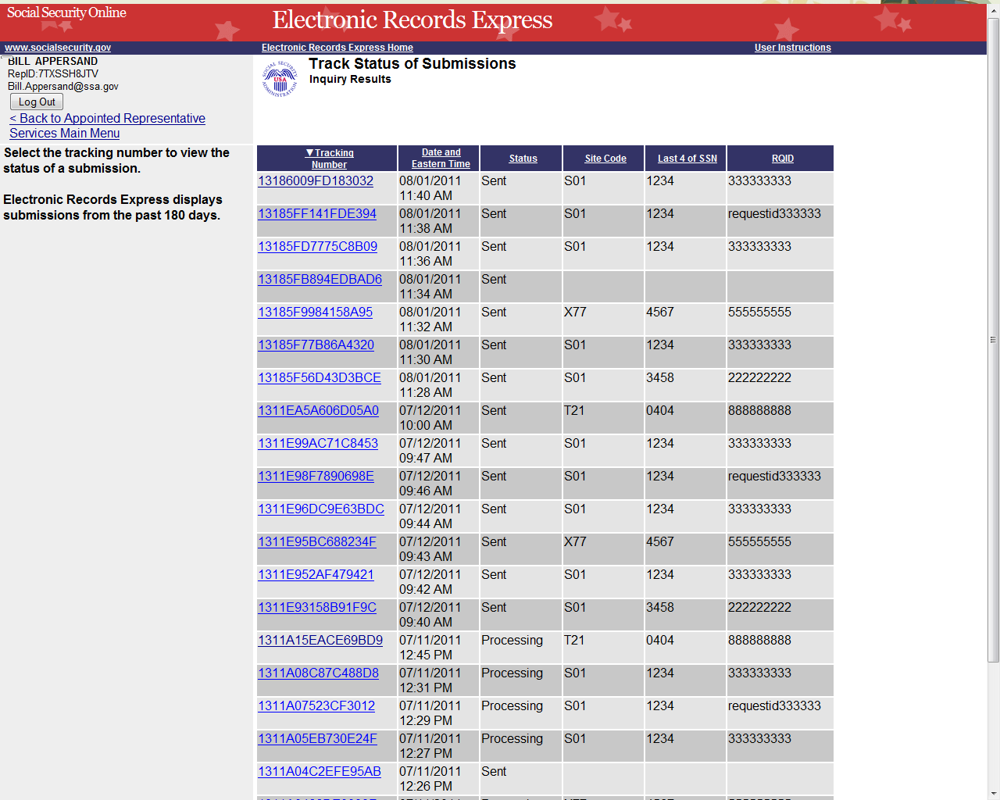 Social Security Online
Electronic Records Express
www.socialsecurity.gov Electronic Records Express Home User Instructions
BILL APPERSAND
RepID:7TXSSH8JTV
Bill.Appersand@ssa.gov
Log Out
< Back to Appointed Representative
Services Main Menu
Select the tracking number to view the
status of a submission.
Electronic Records Express displays
submissions from the past 180 days.
SOCIAL SECURITY ADMINISTRATION
USA
Track Status of Submissions
Inquiry Results
▼Tracking Date and Status Site Code Last 4 of SSN RQID
Number Eastern Time
13186009FD183032 08/01/2011 Sent S01 1234 333333333
11:40 AM
13185FF141FDE394 08/01/2011 Sent S01 1234 requestid333333
11:38 AM
13185FD7775C8B09 08/01/2011 Sent S01 1234 333333333
11:36 AM
13185FB894EDBAD6 08/01/2011 Sent
11:34 AM
13185F9984158A95 08/01/2011 Sent X77 4567 555555555
11:32 AM
13185F77B86A4320 08/01/2011 Sent S01 1234 333333333
11:30 AM
13185F56D43D3BCE 08/01/2011 Sent S01 3458 222222222
11:28 AM
1311EA5A606D05A0 07/12/2011 Sent T21 0404 888888888
10:00 AM
1311E99AC71C8453 07/12/2011 Sent S01 1234 333333333
09:47 AM
1311E98F7890698E 07/12/2011 Sent S01 1234 requestid333333
09:46 AM
1311E96DC9E63BDC 07/12/2011 Sent S01 1234 333333333
09:44 AM
1311E95BC688234F 07/12/2011 Sent X77 4567 555555555
09:43 AM
1311E952AF479421 07/12/2011 Sent S01 1234 333333333
09:42 AM
1311E93158B91F9C 07/12/2011 Sent S01 3458 222222222
09:40 AM
1311A15EACE69BD9 07/11/2011 Processing T21 0404 888888888
12:45 PM
1311A08C87C488D8 07/11/2011 Processing S01 1234 333333333
12:31 PM
1311A07523CF3012 07/11/2011 Processing S01 1234 requestid333333
12:29 PM
1311A05EB730E24F 07/11/2011 Processing S01 1234 333333333
12:27 PM
1311A04C2EFE95AB 07/11/2011 Sent
12:26 PM